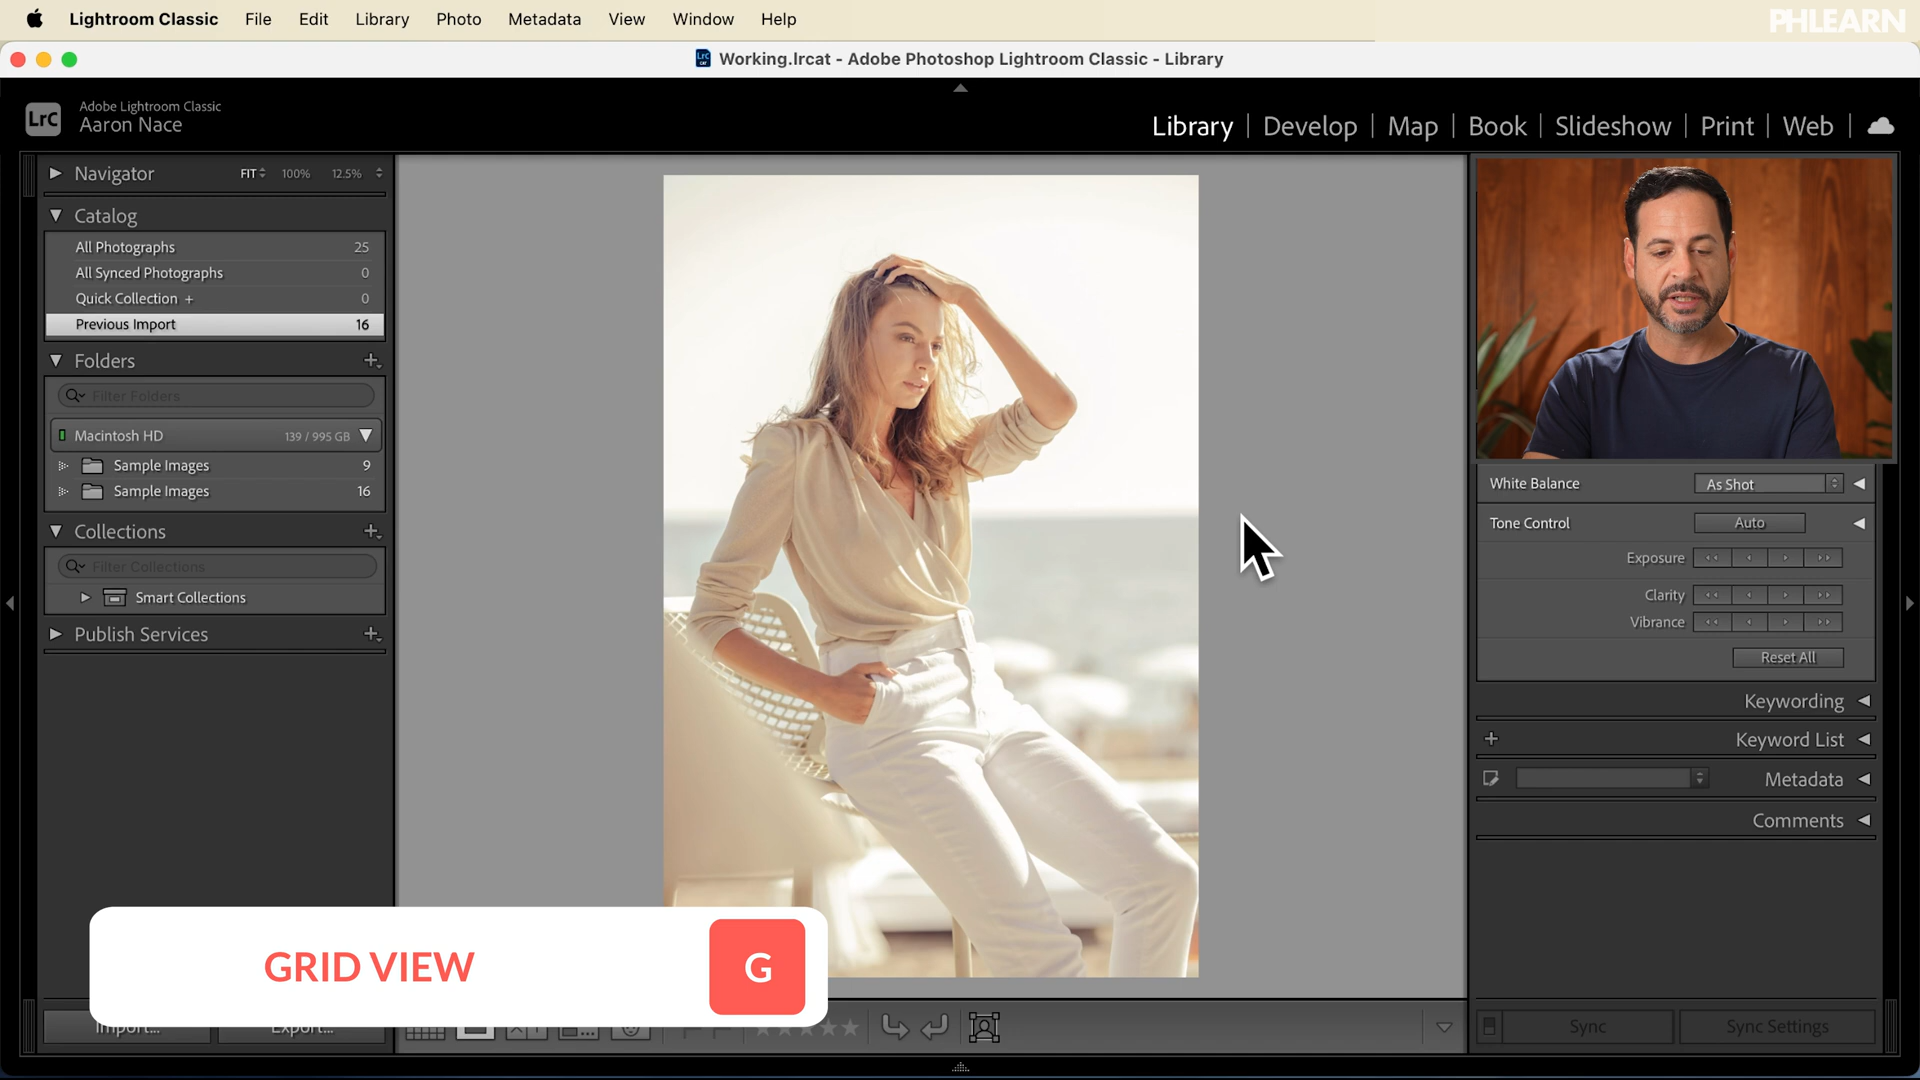 Lightroom Classic File Edit Library Photo Metadata View Window Help
PHLEARN
LrC CAT Working.lrcat - Adobe Photoshop Lightroom Classic - Library
LrC
Adobe Lightroom Classic
Aaron Nace
Library | Develop | Map | Book | Slideshow | Print | Web |
Navigator FIT 100% 12.5%
Catalog
All Photographs 25
All Synced Photographs 0
Quick Collection + 0
Previous Import 16
Folders
Filter Folders
Macintosh HD 139 / 995 GB
Sample Images 9
Sample Images 16
Collections
Filter Collections
Smart Collections
Publish Services
White Balance As Shot
Tone Control Auto
Exposure
Clarity
Vibrance
Reset All
Keywording
Keyword List
Metadata
Comments
GRID VIEW G
Import... Export...
Sync Sync Settings